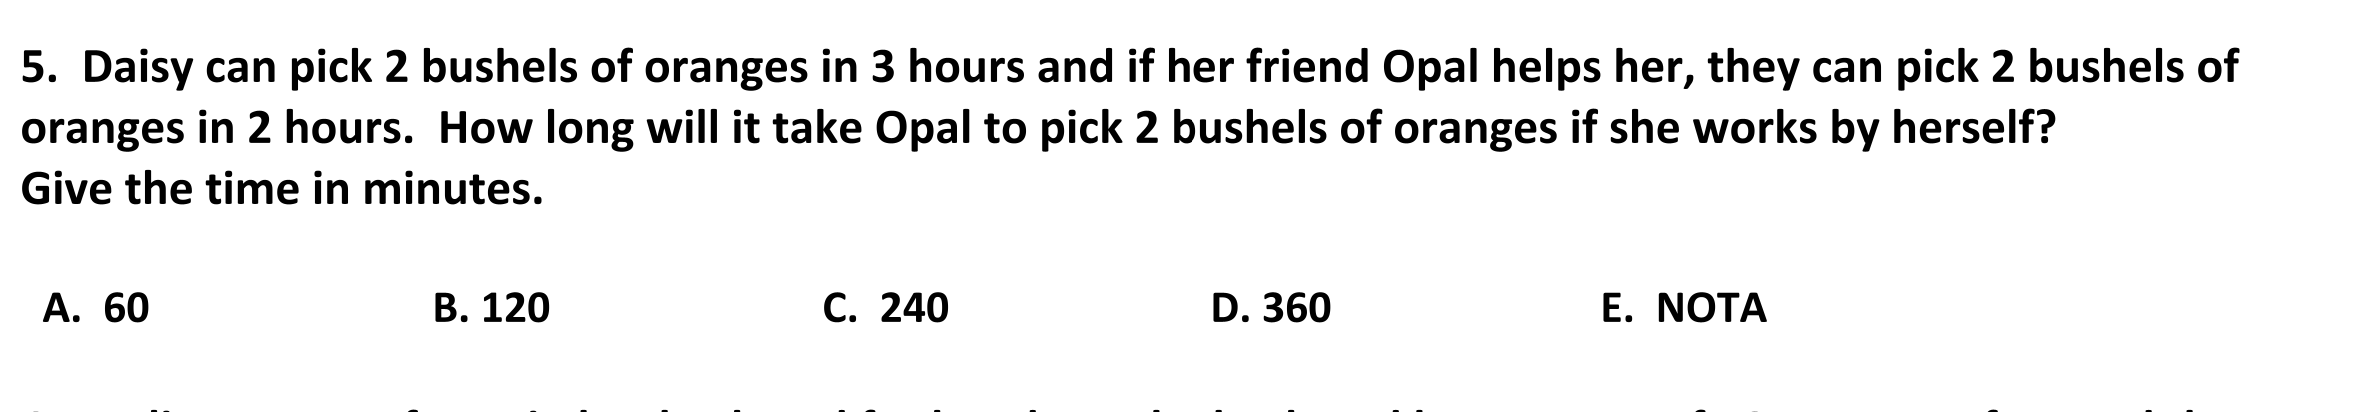 5. Daisy can pick 2 bushels of oranges in 3 hours and if her friend Opal helps her, they can pick 2 bushels of
oranges in 2 hours. How long will it take Opal to pick 2 bushels of oranges if she works by herself?
Give the time in minutes.
A. 60 B. 120 C. 240 D. 360 E. NOTA